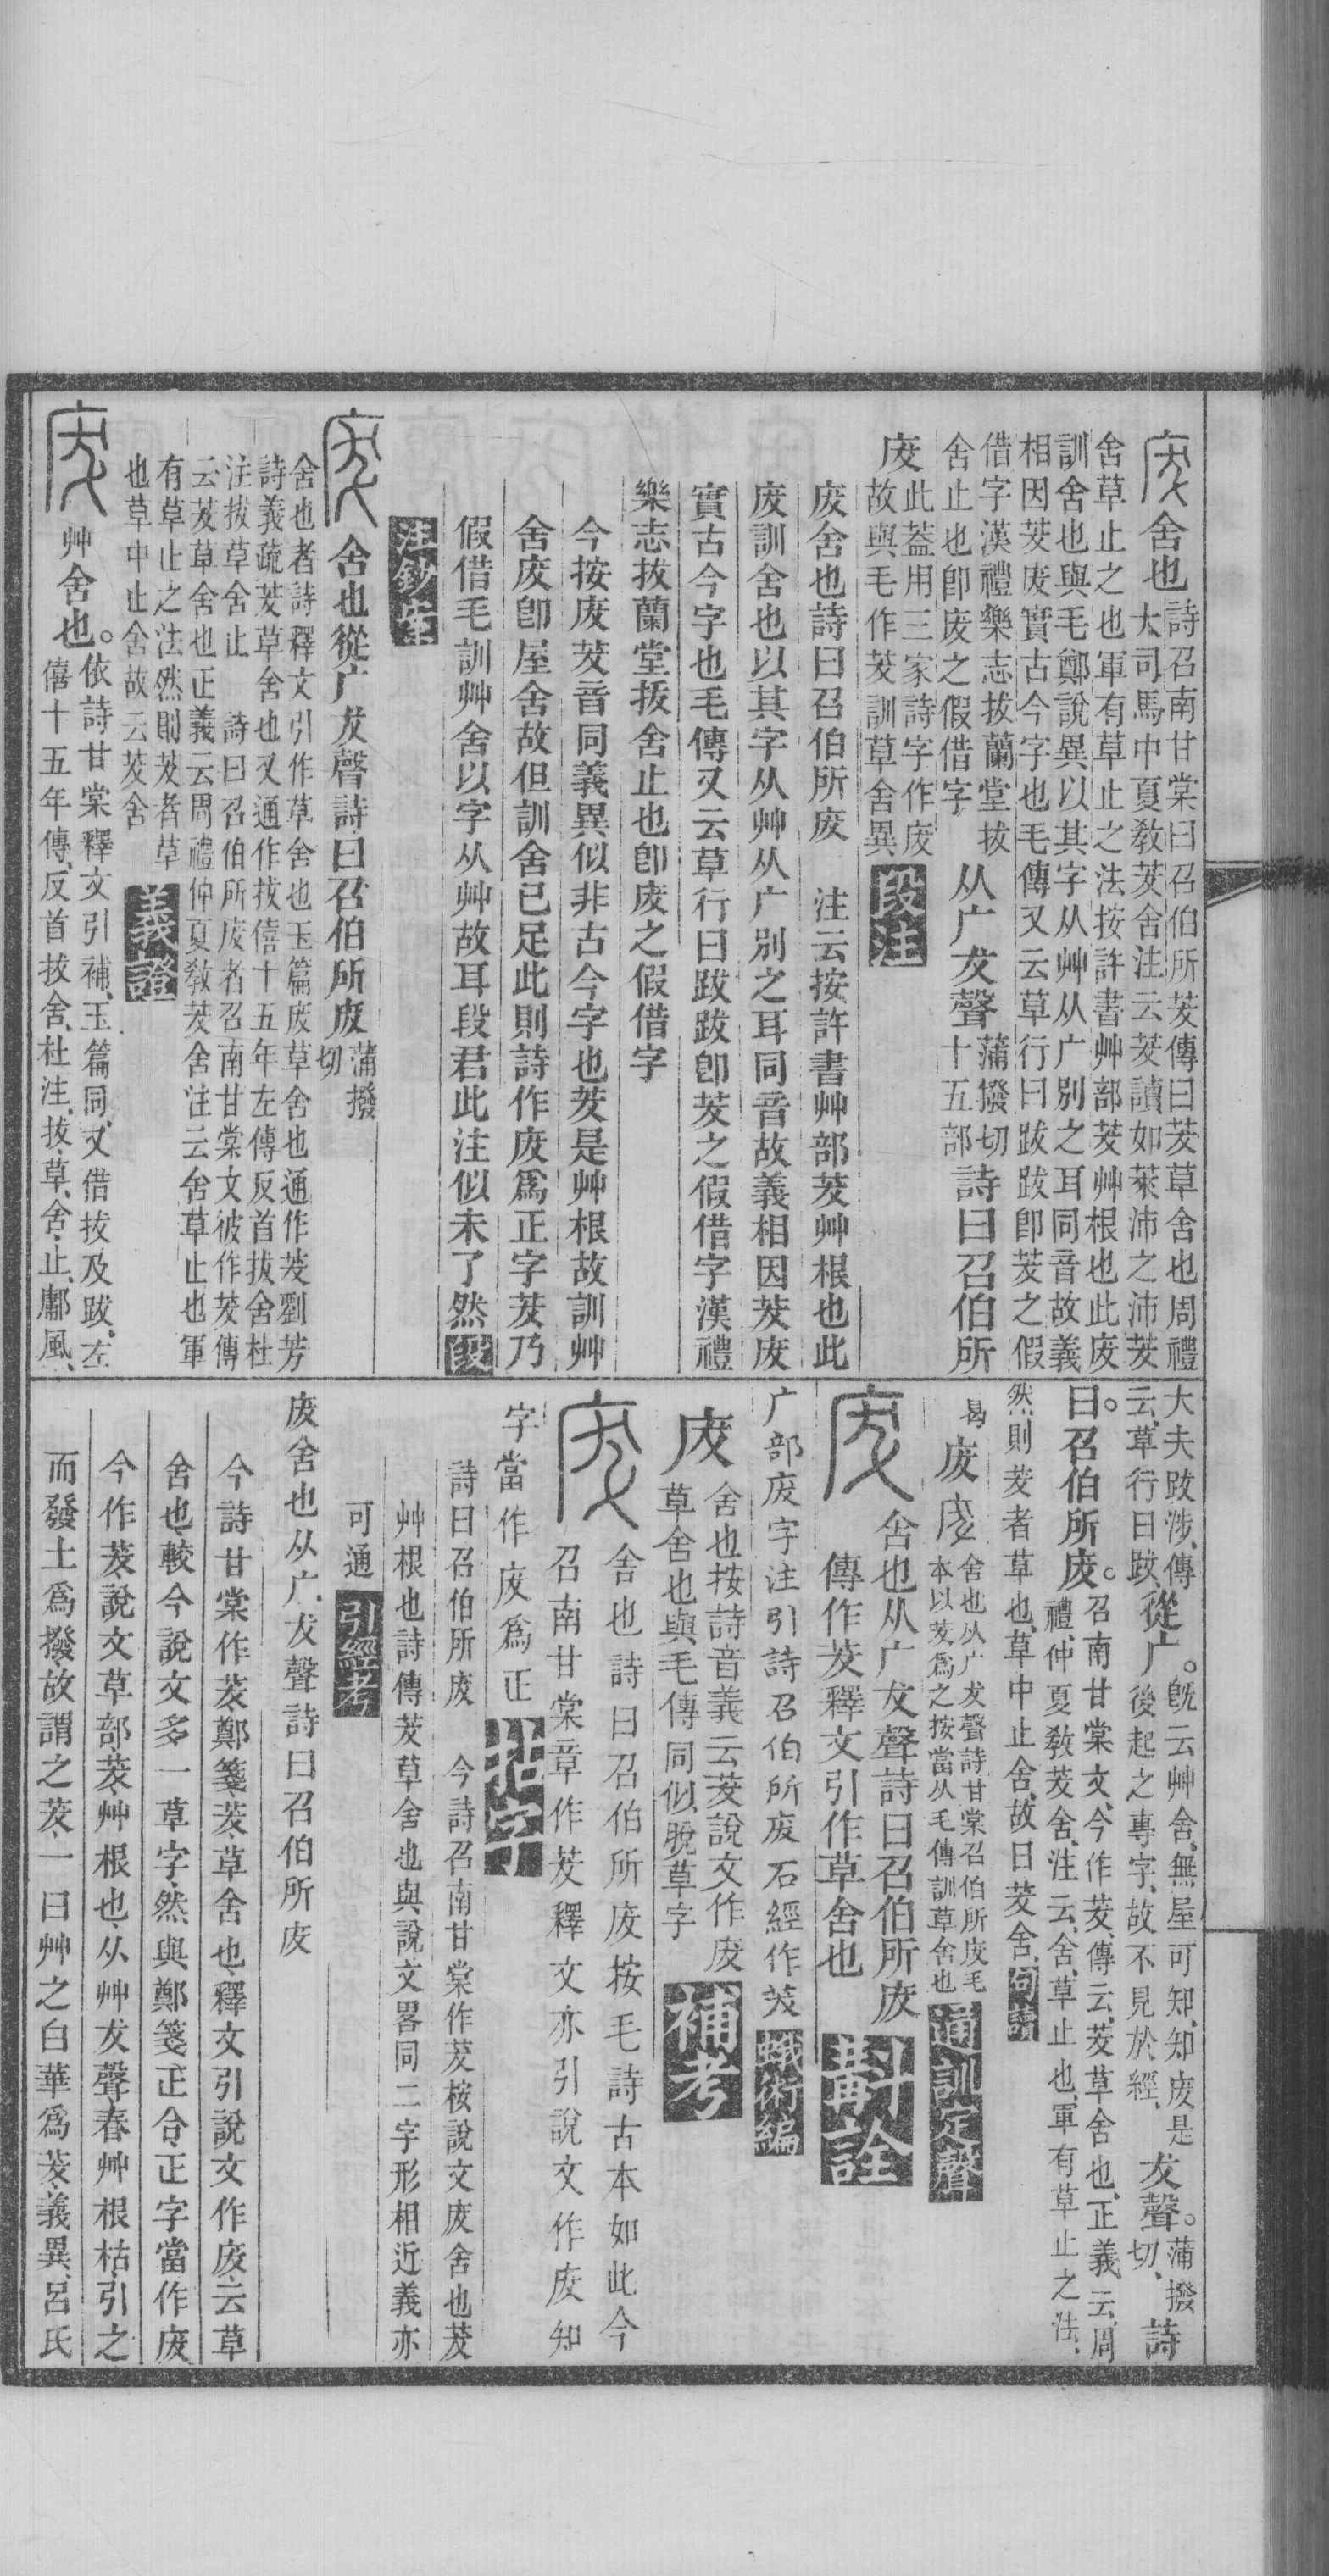 废舍也
詩召南甘棠曰召伯所茇傳曰茇草舍也周禮
大司馬中夏敎茇舍注云茇讀如萊沛之沛茇
舍草止之也軍有草止之法按許書艸部茇艸根也此废
訓舍也與毛鄭說異以其字从艸从广別之耳同音故義
相因茇废實古今字也毛傳又云草行曰跋跋卽茇之假
借字漢禮樂志拔蘭堂拔
舍止也卽废之假借字
从广犮聲
蒲撥切
十五部
詩曰召伯所
废
此蓋用三家詩字作废
故與毛作茇訓草舍異
段注
废舍也詩曰召伯所废 注云按許書艸部茇艸根也此
废訓舍也以其字从艸从广別之耳同音故義相因茇废
實古今字也毛傳又云草行曰跋跋卽茇之假借字漢禮
樂志拔蘭堂拔舍止也卽废之假借字
今按废茇音同義異似非古今字也茇是艸根故訓艸
舍废卽屋舍故但訓舍已足此則詩作废爲正字茇乃
假借毛訓艸舍以字从艸故耳段君此注似未了然段
注鈔案
废舍也從广犮聲詩曰召伯所废
蒲撥
切
舍也者詩釋文引作草舍也玉篇废草舍也通作茇劉芳
詩義疏茇草舍也又通作拔僖十五年左傳反首拔舍杜
注拔草舍止 詩曰召伯所废者召南甘棠文彼作茇傳
云茇草舍也正義云周禮仲夏敎茇舍注云舍草止也軍
有草止之法然則茇者草
也草中止舍故云茇舍
義證
废艸舍也。
依詩甘棠釋文引補、玉篇同、又借拔及跋、左
僖十五年傳、反首拔舍、杜注、拔草、舍止、鄘風、
大夫跋涉、傳
云、草行曰跋、
從广。
旣云艸舍、無屋可知、知废是
後起之專字、故不見於經、
犮聲。
蒲撥
切、
詩
曰。召伯所废。
召南甘棠文、今作茇、傳云、茇草舍也、正義云、周
禮、仲夏敎茇舍、注云、舍、草止也、軍有草止之法、
然則茇者草也、草中止舍、故曰茇舍、
句讀
废
舍也从广犮聲詩甘棠召伯所废毛
本以茇爲之按當从毛傳訓草舍也
通訓定聲
废舍也从广犮聲詩曰召伯所废
傳作茇釋文引作草舍也
斠詮
广部废字注引詩召伯所废石經作茇
蛾術編
废
舍也按詩音義云茇說文作废
草舍也與毛傳同似脫草字
補考
废舍也詩曰召伯所废按毛詩古本如此今
召南甘棠章作茇釋文亦引說文作废知
字當作废爲正
詩曰召伯所废 今詩召南甘棠作茇桉說文废舍也茇
艸根也詩傳茇草舍也與說文畧同二字形相近義亦
可通
引經考
废舍也从广犮聲詩曰召伯所废
今詩甘棠作茇、鄭箋、茇、草舍也、釋文引說文作废、云草
舍也、較今說文多一草字、然與鄭箋正合、正字當作废
今作茇、說文草部茇、艸根也、从艸犮聲、春艸根枯、引之
而發土爲撥、故謂之茇、一曰艸之白華爲茇、義異、呂氏